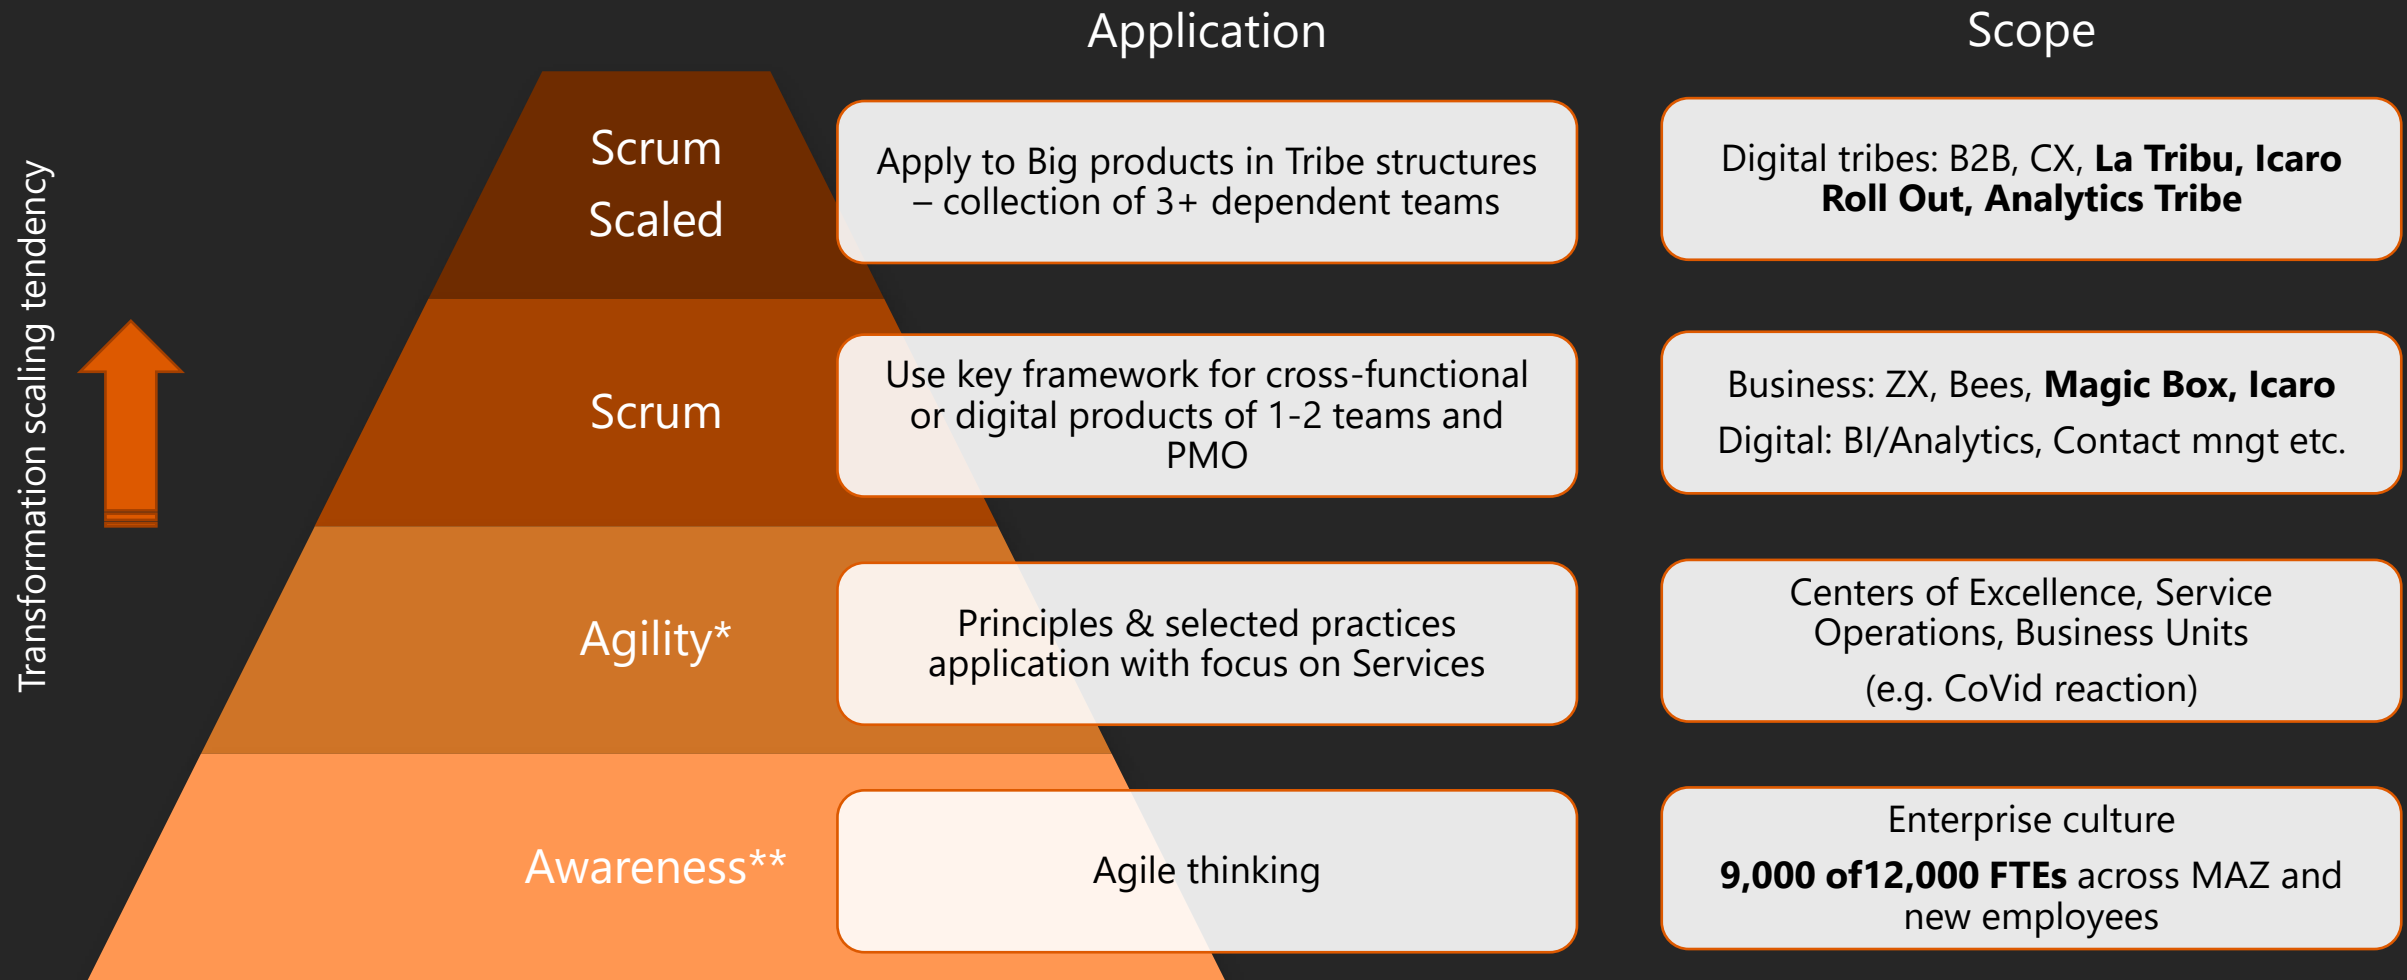 Application
Scope
Transformation scaling tendency
Scrum
Scaled
Apply to Big products in Tribe structures
– collection of 3+ dependent teams
Digital tribes: B2B, CX, La Tribu, Icaro
Roll Out, Analytics Tribe
Scrum
Use key framework for cross-functional
or digital products of 1-2 teams and
PMO
Business: ZX, Bees, Magic Box, Icaro
Digital: BI/Analytics, Contact mngt etc.
Agility*
Principles & selected practices
application with focus on Services
Centers of Excellence, Service
Operations, Business Units
(e.g. CoVid reaction)
Awareness**
Agile thinking
Enterprise culture
9,000 of12,000 FTEs across MAZ and
new employees